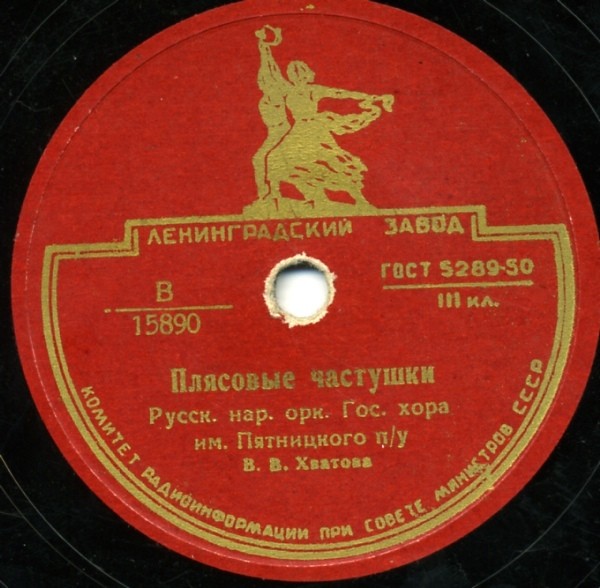 ЛЕНИНГРАДСКИЙ ЗАВОД
В
15890
ГОСТ 5289-50
III кл.
Плясовые частушки
Русск. нар. орк. Гос. хора
им. Пятницкого п/у
В. В. Хватова
КОМИТЕТ РАДИОИНФОРМАЦИИ ПРИ СОВЕТЕ МИНИСТРОВ СССР